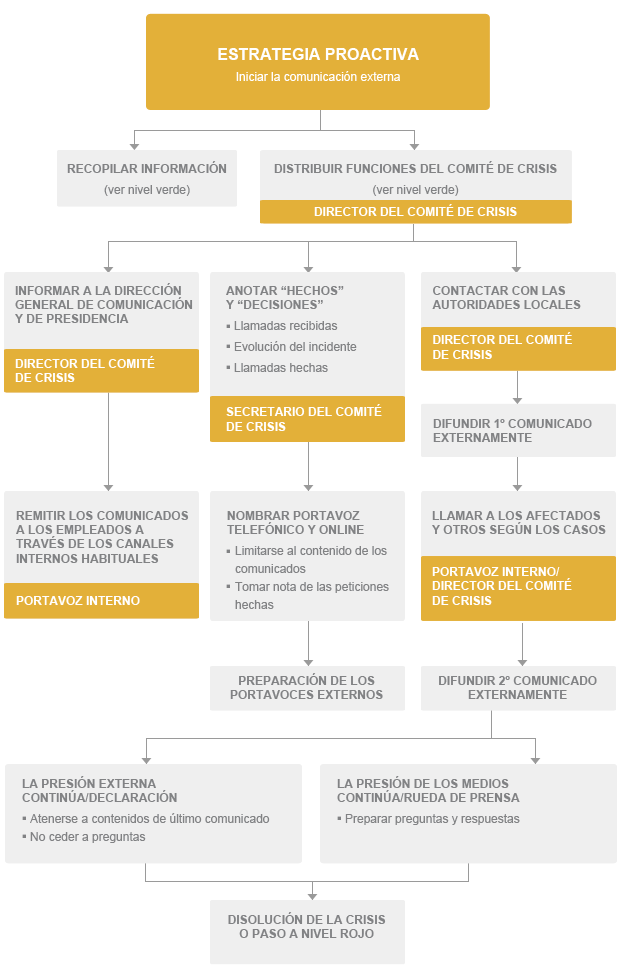 ESTRATEGIA PROACTIVA
Iniciar la comunicación externa
RECOPILAR INFORMACIÓN
(ver nivel verde)
DISTRIBUIR FUNCIONES DEL COMITÉ DE CRISIS
(ver nivel verde)
DIRECTOR DEL COMITÉ DE CRISIS
INFORMAR A LA DIRECCIÓN
GENERAL DE COMUNICACIÓN
Y DE PRESIDENCIA
DIRECTOR DEL COMITÉ
DE CRISIS
ANOTAR “HECHOS”
Y “DECISIONES”
▪ Llamadas recibidas
▪ Evolución del incidente
▪ Llamadas hechas
SECRETARIO DEL COMITÉ
DE CRISIS
CONTACTAR CON LAS
AUTORIDADES LOCALES
DIRECTOR DEL COMITÉ
DE CRISIS
DIFUNDIR 1º COMUNICADO
EXTERNAMENTE
REMITIR LOS COMUNICADOS
A LOS EMPLEADOS A
TRAVÉS DE LOS CANALES
INTERNOS HABITUALES
PORTAVOZ INTERNO
NOMBRAR PORTAVOZ
TELEFÓNICO Y ONLINE
▪ Limitarse al contenido de los
comunicados
▪ Tomar nota de las peticiones
hechas
LLAMAR A LOS AFECTADOS
Y OTROS SEGÚN LOS CASOS
PORTAVOZ INTERNO/
DIRECTOR DEL COMITÉ
DE CRISIS
PREPARACIÓN DE LOS
PORTAVOCES EXTERNOS
DIFUNDIR 2º COMUNICADO
EXTERNAMENTE
LA PRESIÓN EXTERNA
CONTINÚA/DECLARACIÓN
▪ Atenerse a contenidos de último comunicado
▪ No ceder a preguntas
LA PRESIÓN DE LOS MEDIOS
CONTINÚA/RUEDA DE PRENSA
▪ Preparar preguntas y respuestas
DISOLUCIÓN DE LA CRISIS
O PASO A NIVEL ROJO